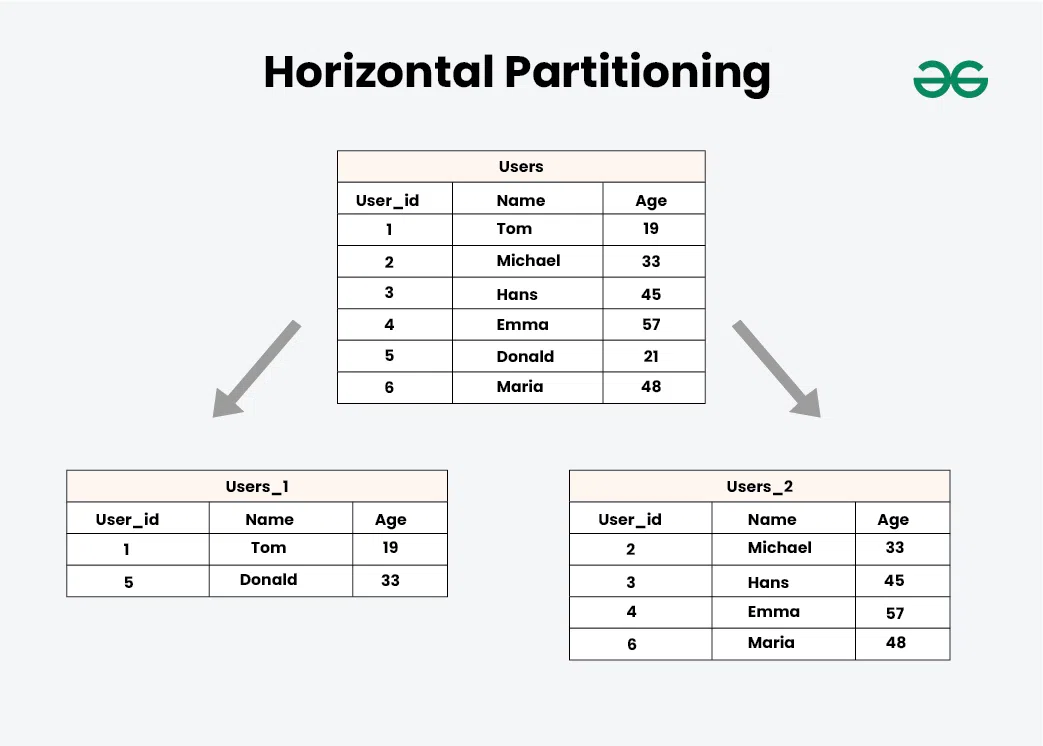 Horizontal Partitioning
Users
User_id Name Age
1 Tom 19
2 Michael 33
3 Hans 45
4 Emma 57
5 Donald 21
6 Maria 48
Users_1
User_id Name Age
1 Tom 19
5 Donald 33
Users_2
User_id Name Age
2 Michael 33
3 Hans 45
4 Emma 57
6 Maria 48